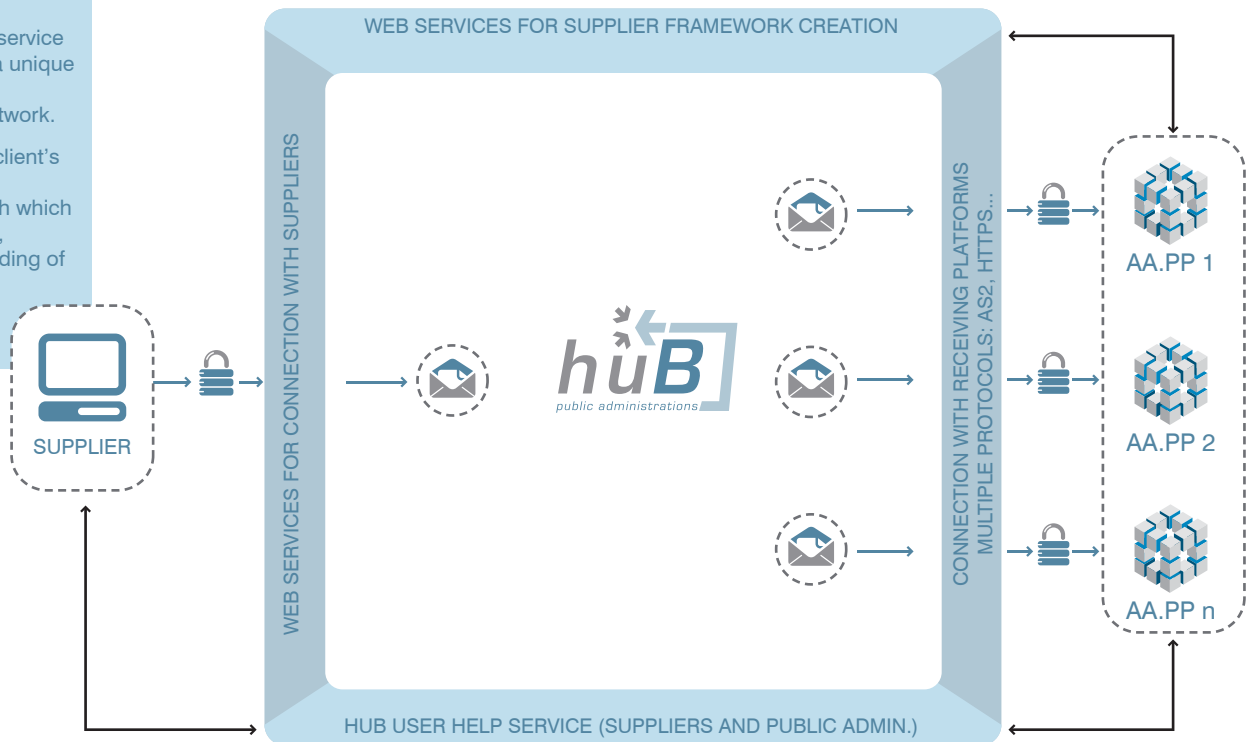 service
a unique
twork.
client's
h which
,
ding of
WEB SERVICES FOR SUPPLIER FRAMEWORK CREATION
WEB SERVICES FOR CONNECTION WITH SUPPLIERS
SUPPLIER
huB
public administrations
CONNECTION WITH RECEIVING PLATFORMS
MULTIPLE PROTOCOLS: AS2, HTTPS...
AA.PP 1
AA.PP 2
AA.PP n
HUB USER HELP SERVICE (SUPPLIERS AND PUBLIC ADMIN.)